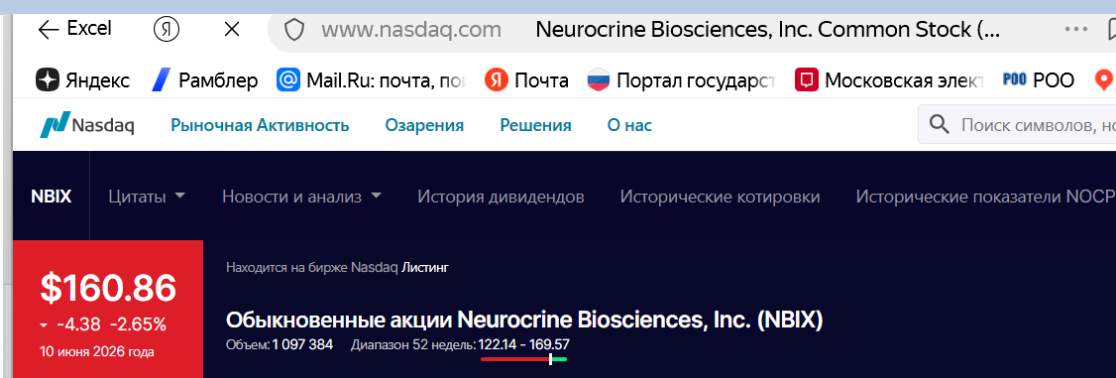 ← Excel Я × www.nasdaq.com Neurocrine Biosciences, Inc. Common Stock (... ...
Яндекс Рамблер Mail.Ru: почта, по Я Почта Портал государст Московская элект РОО РОО
Nasdaq Рыночная Активность Озарения Решения О нас Поиск символов, но
NBIX Цитаты Новости и анализ История дивидендов Исторические котировки Исторические показатели NOCP
Находится на бирже Nasdaq Листинг
$160.86
-4.38 -2.65%
Обыкновенные акции Neurocrine Biosciences, Inc. (NBIX)
10 июня 2026 года
Объем: 1 097 384 Диапазон 52 недель: 122.14 - 169.57